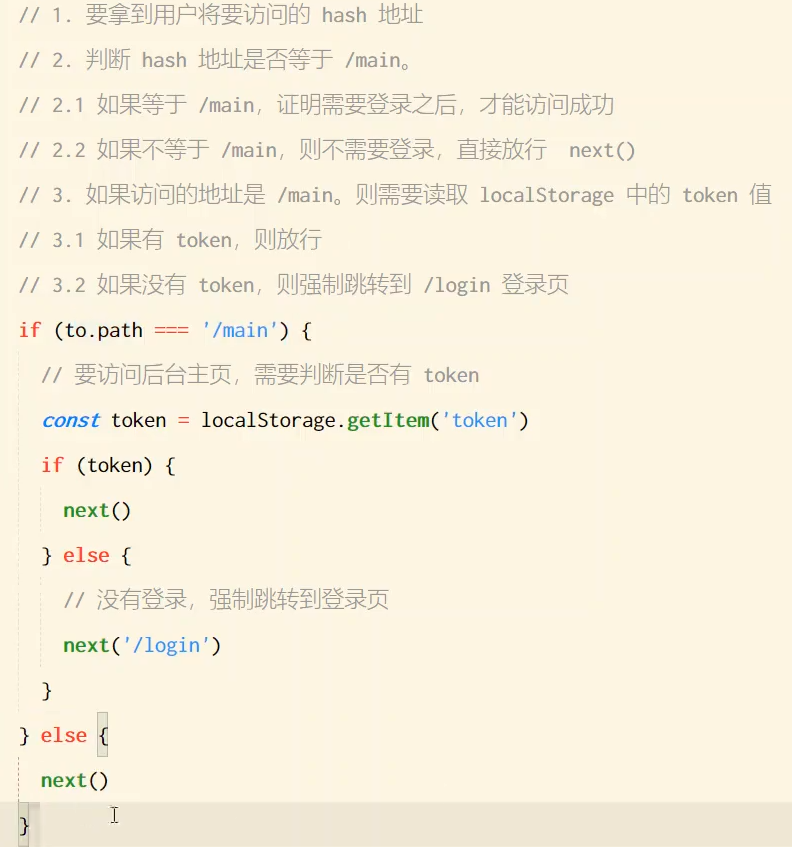 // 1. 要拿到用户将要访问的 hash 地址
// 2. 判断 hash 地址是否等于 /main。
// 2.1 如果等于 /main，证明需要登录之后，才能访问成功
// 2.2 如果不等于 /main，则不需要登录，直接放行  next()
// 3. 如果访问的地址是 /main。则需要读取 localStorage 中的 token 值
// 3.1 如果有 token，则放行
// 3.2 如果没有 token，则强制跳转到 /login 登录页
if (to.path === '/main') {
  // 要访问后台主页，需要判断是否有 token
  const token = localStorage.getItem('token')
  if (token) {
    next()
  } else {
    // 没有登录，强制跳转到登录页
    next('/login')
  }
} else {
  next()
}